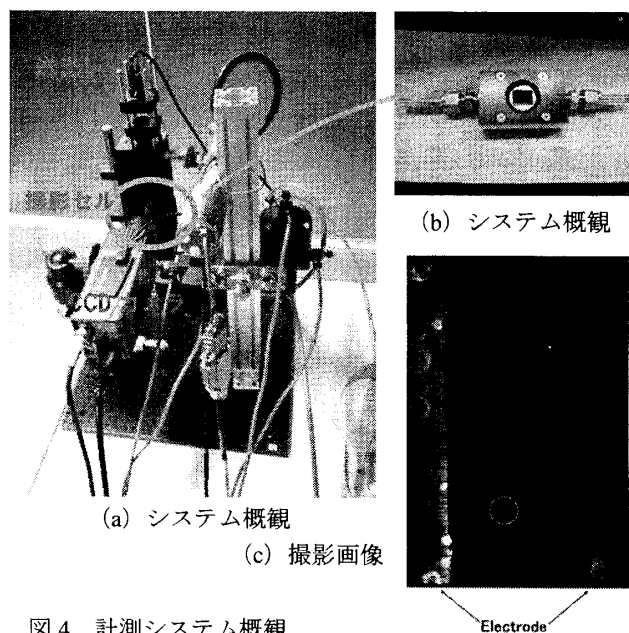 撮影セル
CCD
(a) システム概観
(b) システム概観
(c) 撮影画像
Electrode
図4 計測システム概観